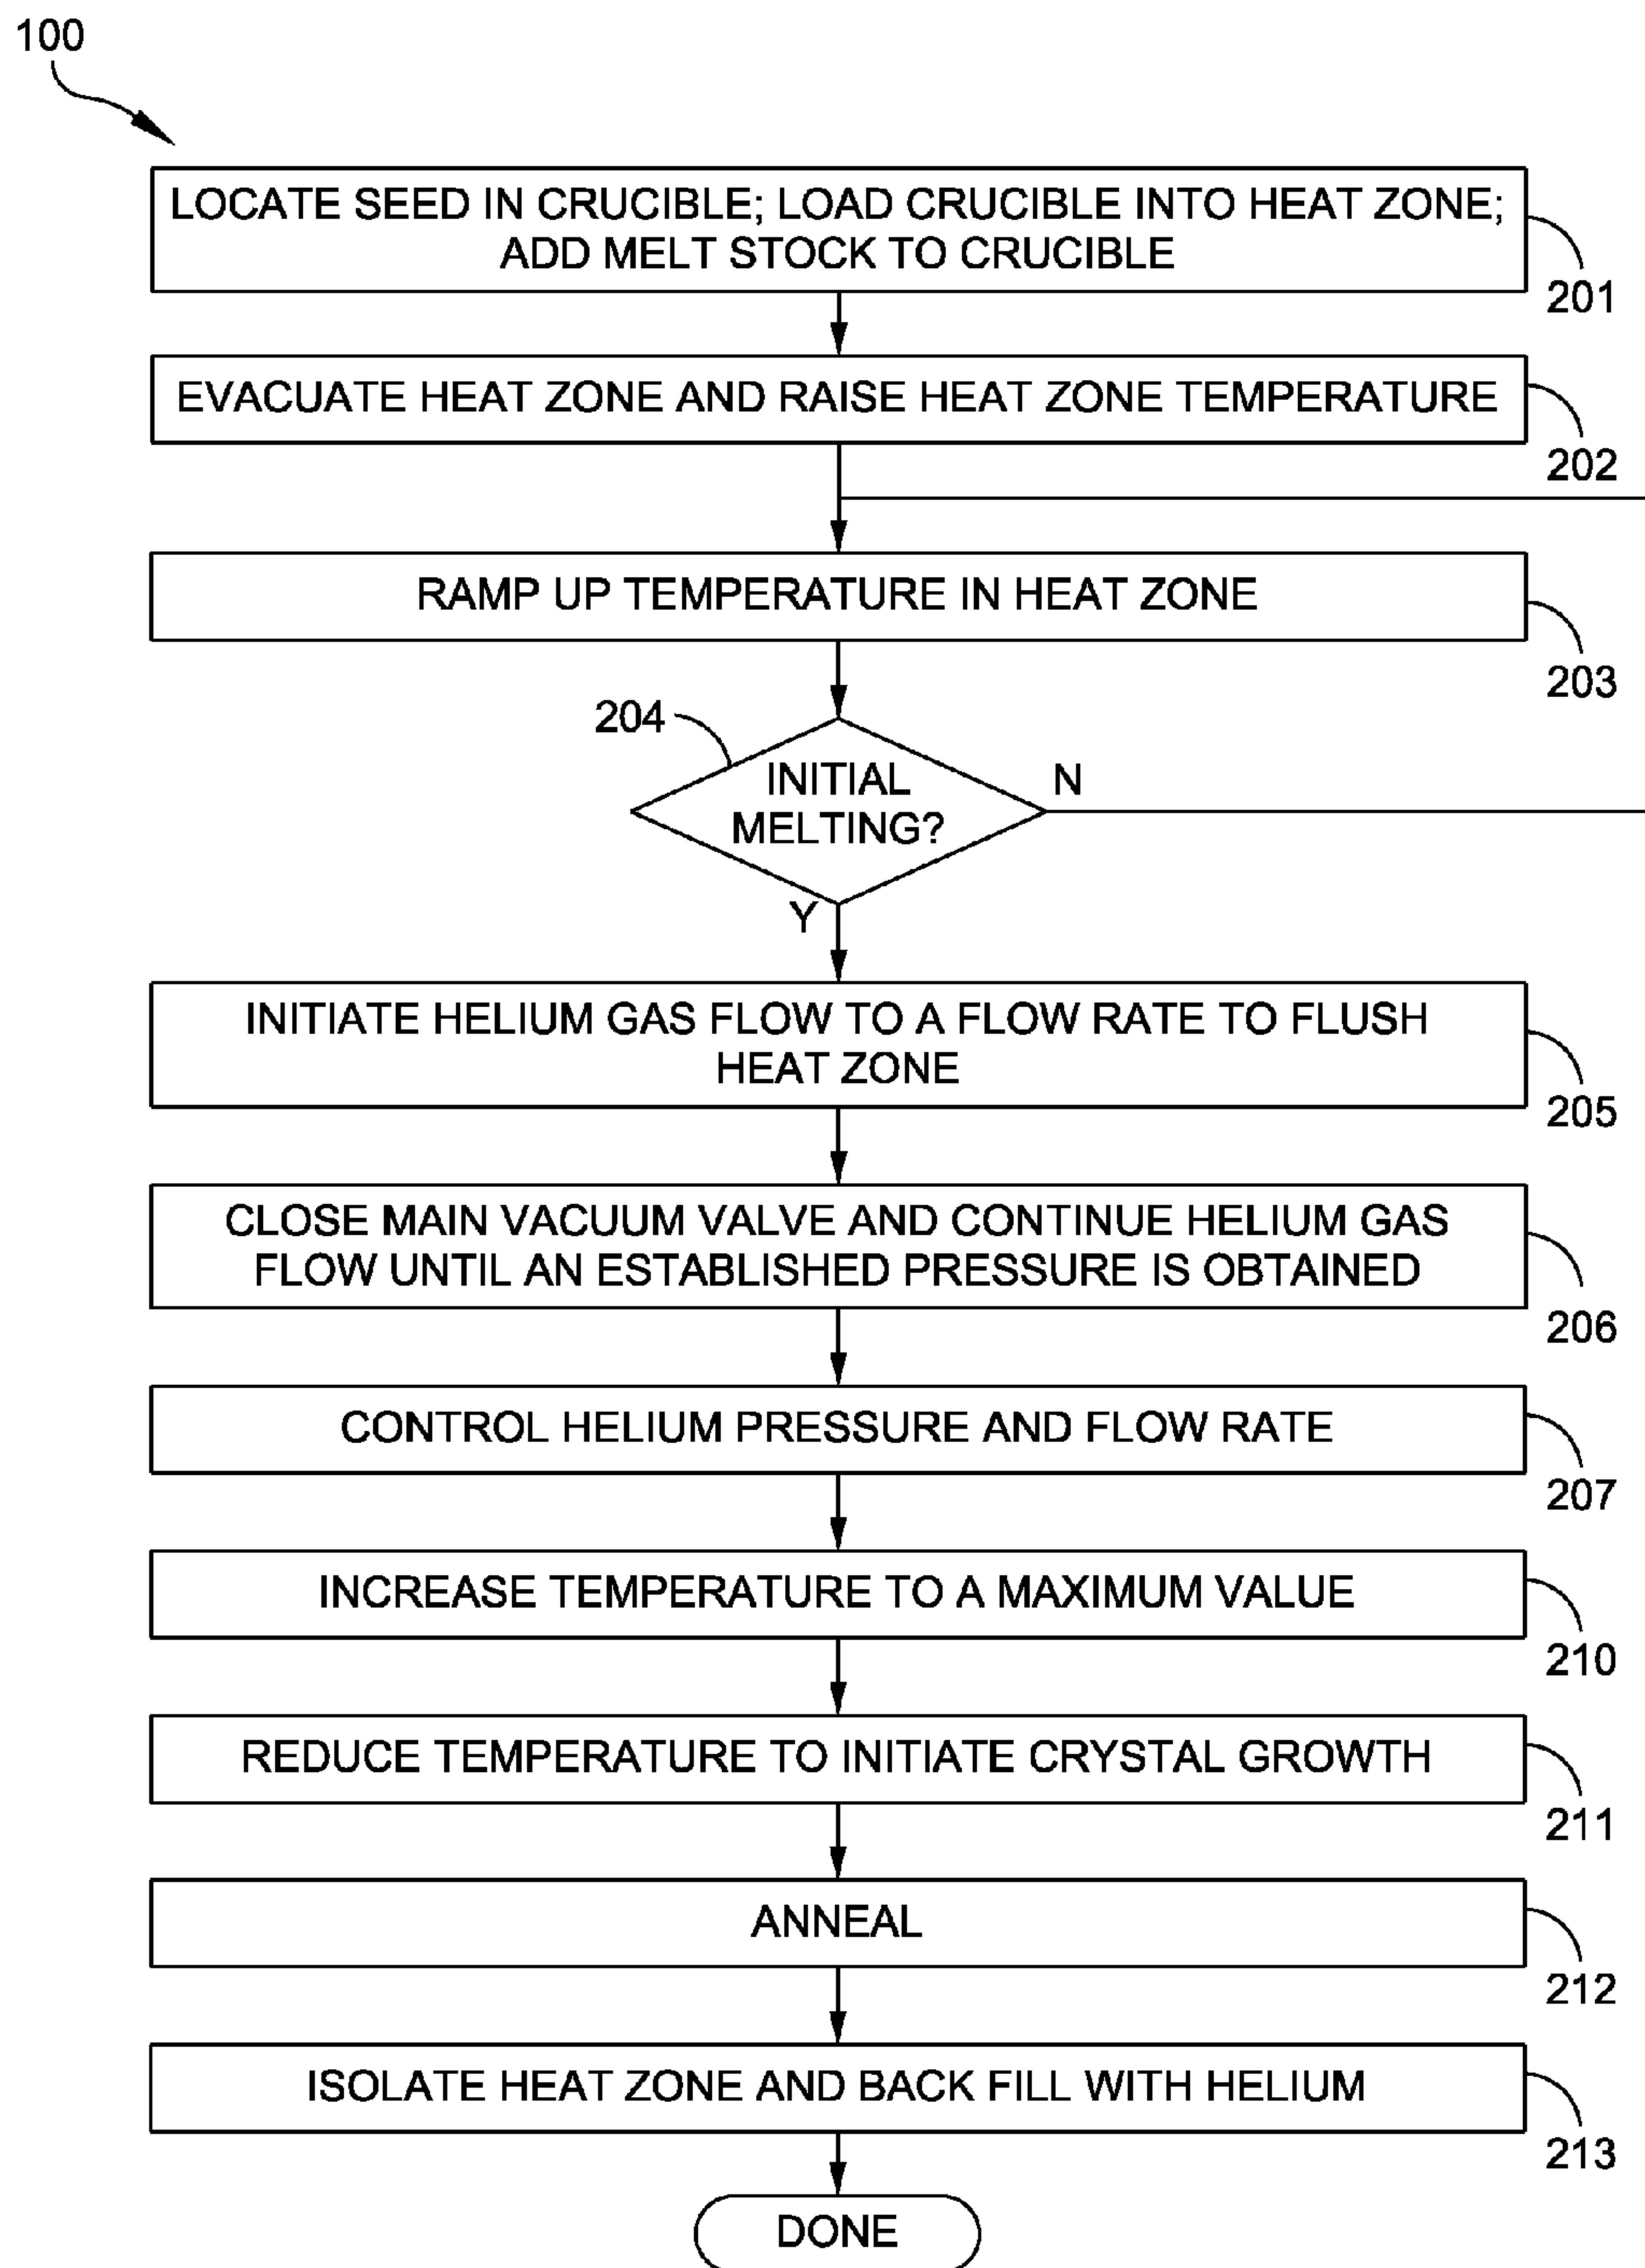 100
LOCATE SEED IN CRUCIBLE; LOAD CRUCIBLE INTO HEAT ZONE;
ADD MELT STOCK TO CRUCIBLE
201
EVACUATE HEAT ZONE AND RAISE HEAT ZONE TEMPERATURE
202
RAMP UP TEMPERATURE IN HEAT ZONE
203
204
INITIAL
MELTING?
N
Y
INITIATE HELIUM GAS FLOW TO A FLOW RATE TO FLUSH
HEAT ZONE
205
CLOSE MAIN VACUUM VALVE AND CONTINUE HELIUM GAS
FLOW UNTIL AN ESTABLISHED PRESSURE IS OBTAINED
206
CONTROL HELIUM PRESSURE AND FLOW RATE
207
INCREASE TEMPERATURE TO A MAXIMUM VALUE
210
REDUCE TEMPERATURE TO INITIATE CRYSTAL GROWTH
211
ANNEAL
212
ISOLATE HEAT ZONE AND BACK FILL WITH HELIUM
213
DONE